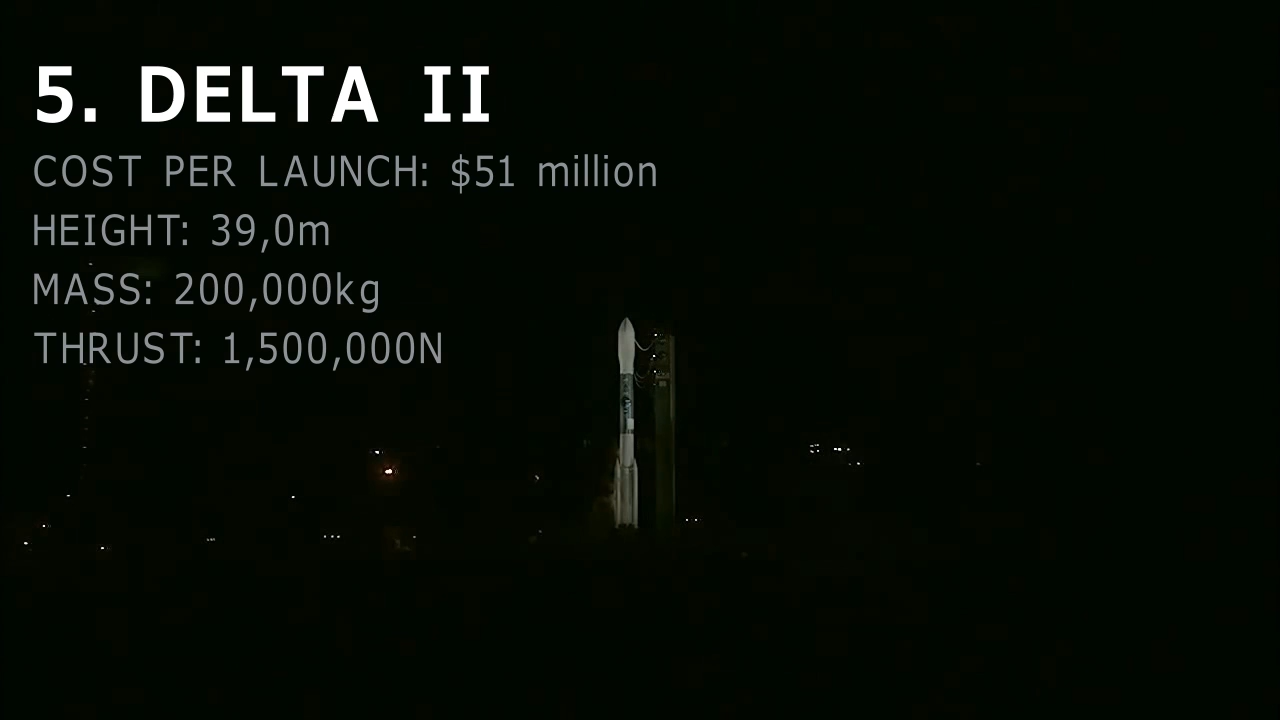 5. DELTA II
COST PER LAUNCH: $51 million
HEIGHT: 39,0m
MASS: 200,000kg
THRUST: 1,500,000N